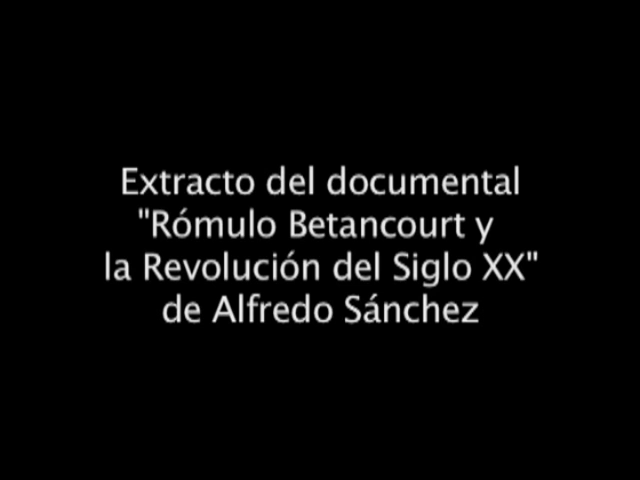 Extracto del documental
"Rómulo Betancourt y
la Revolución del Siglo XX"
de Alfredo Sánchez